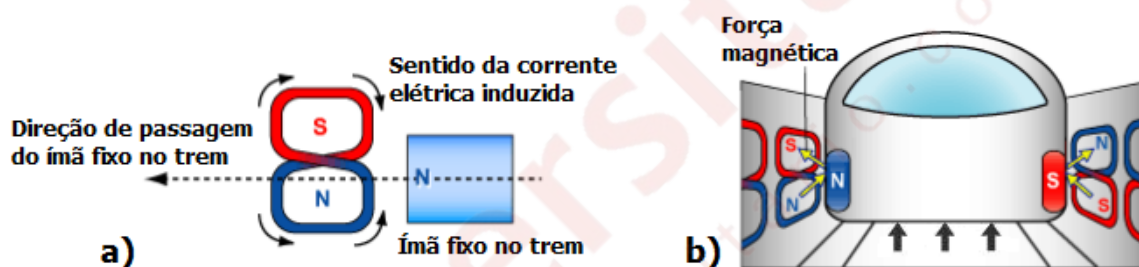 Direção de passagem
do ímã fixo no trem
Sentido da corrente
elétrica induzida
S
N
N
Ímã fixo no trem
a)
Força
magnética
S
N
N
S
N
S
b)